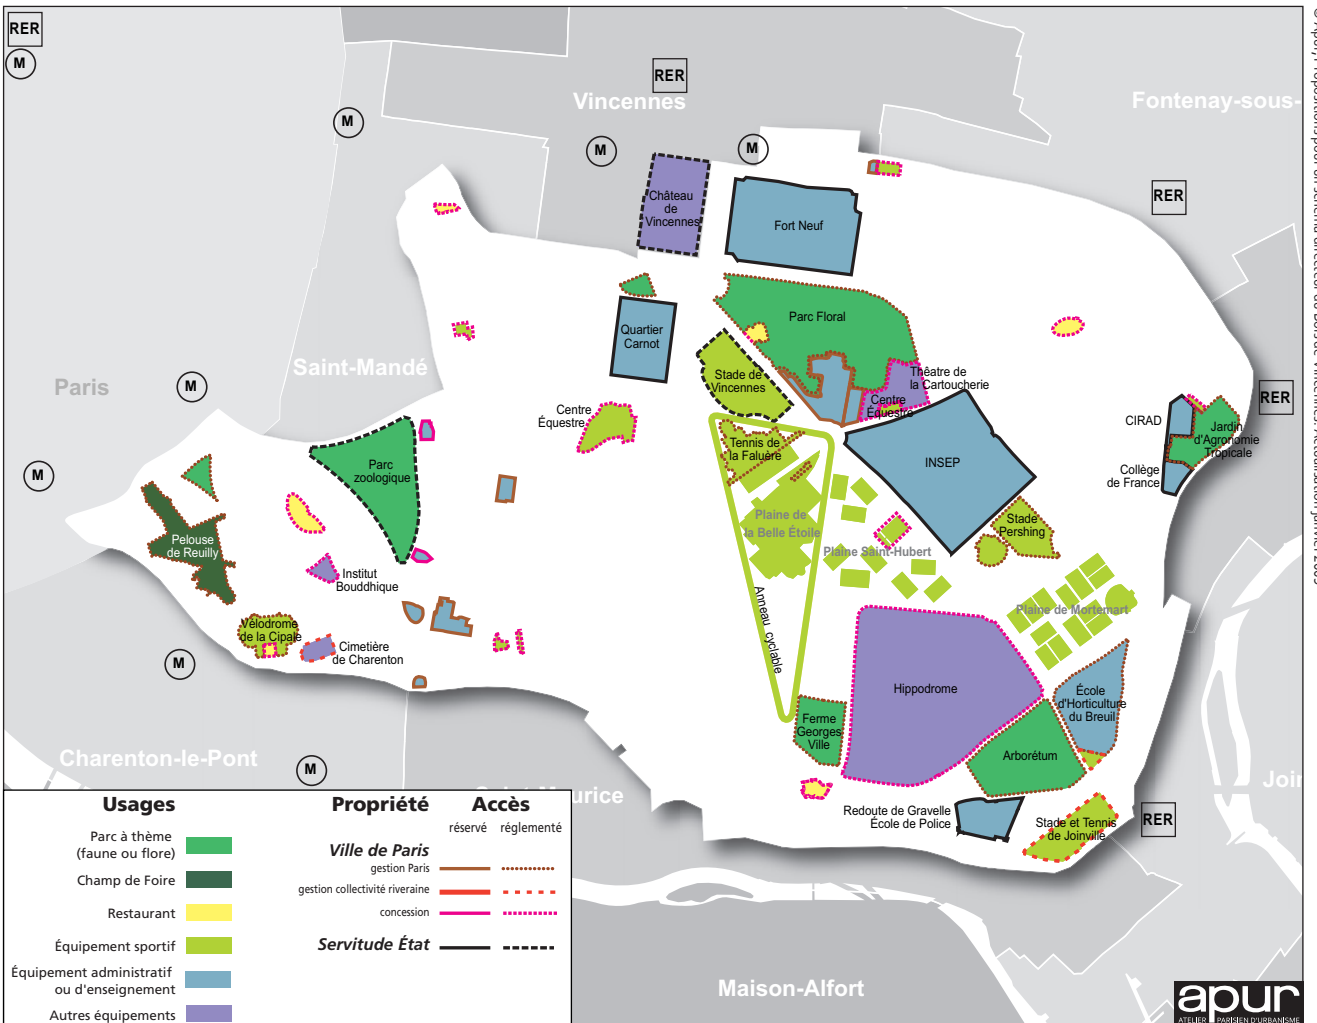 RER
M
RER
Vincennes
Fontenay-sous-
M
M
M
Château
de
Vincennes
Fort Neuf
RER
Quartier
Carnot
Parc Floral
Saint-Mandé
Paris
M
Stade de
Vincennes
Théâtre de
la Cartoucherie
Centre
Équestre
Centre
Équestre
RER
CIRAD
Jardin
d'Agronomie
Tropicale
Collège
de France
Tennis de
la Faluère
INSEP
Parc
zoologique
M
Plaine de
la Belle Étoile
Stade
Pershing
Plaine Saint-Hubert
Pelouse
de Reuilly
Institut
Bouddhique
Anneau cyclable
Plaine de Mortemart
Vélodrome
de la Cipale
Cimetière
de Charenton
M
Hippodrome
École
d'Horticulture
du Breuil
Ferme
Georges
Ville
Arborétum
Charenton-le-Pont
M
Redoute de Gravelle
École de Police
Stade et Tennis
de Joinville
RER
Maison-Alfort
Usages
Parc à thème
(faune ou flore)
Champ de Foire
Restaurant
Équipement sportif
Équipement administratif
ou d'enseignement
Autres équipements
Propriété
Accès
réservé
réglementé
Ville de Paris
gestion Paris
gestion collectivité riveraine
concession
Servitude État
apur
ATELIER PARISIEN D'URBANISME